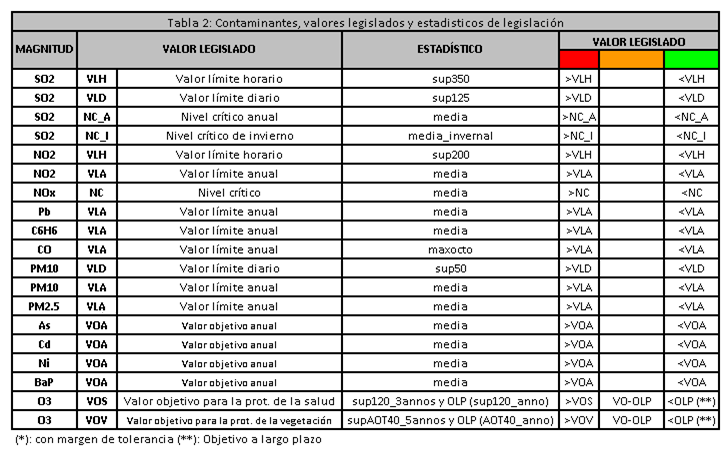 Tabla 2: Contaminantes, valores legislados y estadisticos de legislación
MAGNITUD VALOR LEGISLADO ESTADÍSTICO VALOR LEGISLADO
SO2 VLH Valor límite horario sup350 >VLH <VLH
SO2 VLD Valor límite diario sup125 >VLD <VLD
SO2 NC_A Nivel crítico anual media >NC_A <NC_A
SO2 NC_I Nivel crítico de invierno media_invernal >NC_I <NC_I
NO2 VLH Valor límite horario sup200 >VLH <VLH
NO2 VLA Valor límite anual media >VLA <VLA
NOx NC Nivel crítico media >NC <NC
Pb VLA Valor límite anual media >VLA <VLA
C6H6 VLA Valor límite anual media >VLA <VLA
CO VLA Valor límite anual maxocto >VLA <VLA
PM10 VLD Valor límite diario sup50 >VLD <VLD
PM10 VLA Valor límite anual media >VLA <VLA
PM2.5 VLA Valor límite anual media >VLA <VLA
As VOA Valor objetivo anual media >VOA <VOA
Cd VOA Valor objetivo anual media >VOA <VOA
Ni VOA Valor objetivo anual media >VOA <VOA
BaP VOA Valor objetivo anual media >VOA <VOA
O3 VOS Valor objetivo para la prot. de la salud sup120_3annos y OLP (sup120_anno) >VOS VO-OLP <OLP (**)
O3 VOV Valor objetivo para la prot. de la vegetación supAOT40_5annos y OLP (AOT40_anno) >VOV VO-OLP <OLP (**)
(*): con margen de tolerancia (**): Objetivo a largo plazo